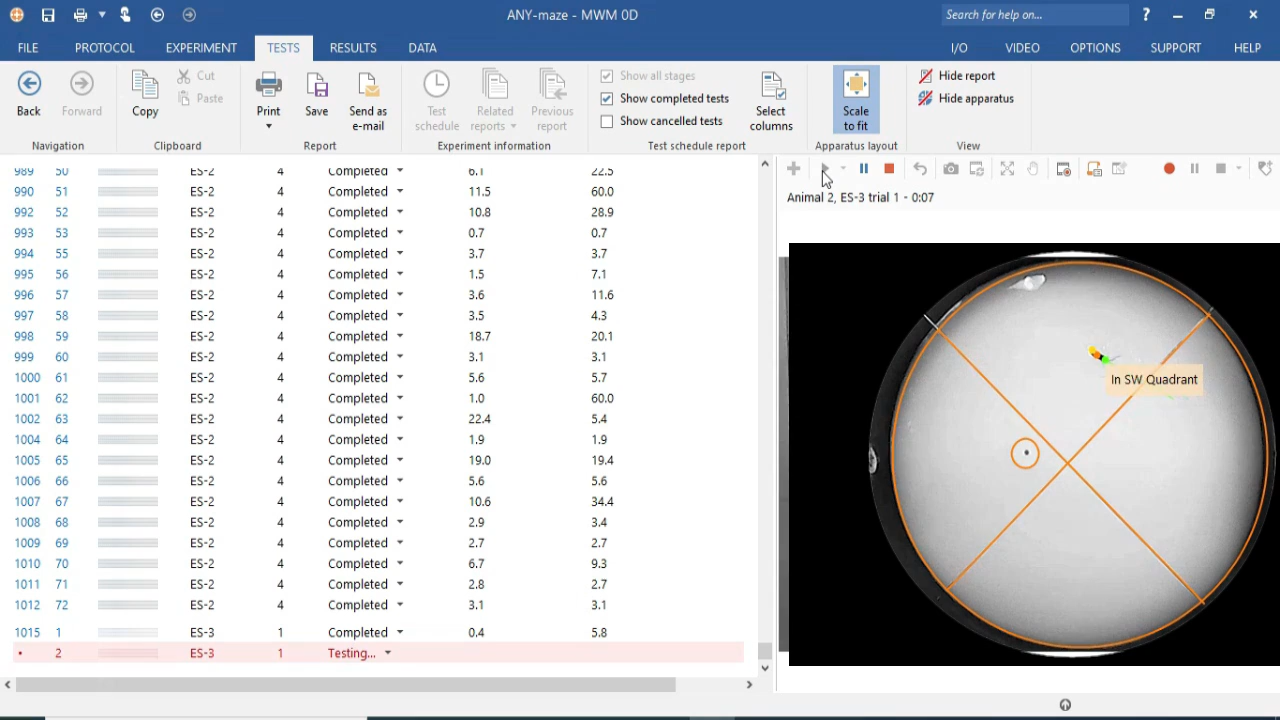 ANY-maze - MWM 0D
Search for help on...
?
FILE PROTOCOL EXPERIMENT TESTS RESULTS DATA I/O VIDEO OPTIONS SUPPORT HELP
Back
Forward
Navigation
Copy
Cut
Paste
Clipboard
Print
Save
Send as
e-mail
Report
Test
schedule
Related
reports
Previous
report
Experiment information
Show all stages
Show completed tests
Show cancelled tests
Select
columns
Test schedule report
Scale
to fit
Apparatus layout
Hide report
Hide apparatus
View
989 50 ES-2 4 Completed 6.1 22.5
990 51 ES-2 4 Completed 11.5 60.0
992 52 ES-2 4 Completed 10.8 28.9
993 53 ES-2 4 Completed 0.7 0.7
994 55 ES-2 4 Completed 3.7 3.7
995 56 ES-2 4 Completed 1.5 7.1
996 57 ES-2 4 Completed 3.6 11.6
997 58 ES-2 4 Completed 3.5 4.3
998 59 ES-2 4 Completed 18.7 20.1
999 60 ES-2 4 Completed 3.1 3.1
1000 61 ES-2 4 Completed 5.6 5.7
1001 62 ES-2 4 Completed 1.0 60.0
1002 63 ES-2 4 Completed 22.4 5.4
1004 64 ES-2 4 Completed 1.9 1.9
1005 65 ES-2 4 Completed 19.0 19.4
1006 66 ES-2 4 Completed 5.6 5.6
1007 67 ES-2 4 Completed 10.6 34.4
1008 68 ES-2 4 Completed 2.9 3.4
1009 69 ES-2 4 Completed 2.7 2.7
1010 70 ES-2 4 Completed 6.7 9.3
1011 71 ES-2 4 Completed 2.8 2.7
1012 72 ES-2 4 Completed 3.1 3.1
1015 1 ES-3 1 Completed 0.4 5.8
• 2 ES-3 1 Testing...
Animal 2, ES-3 trial 1 - 0:07
In SW Quadrant